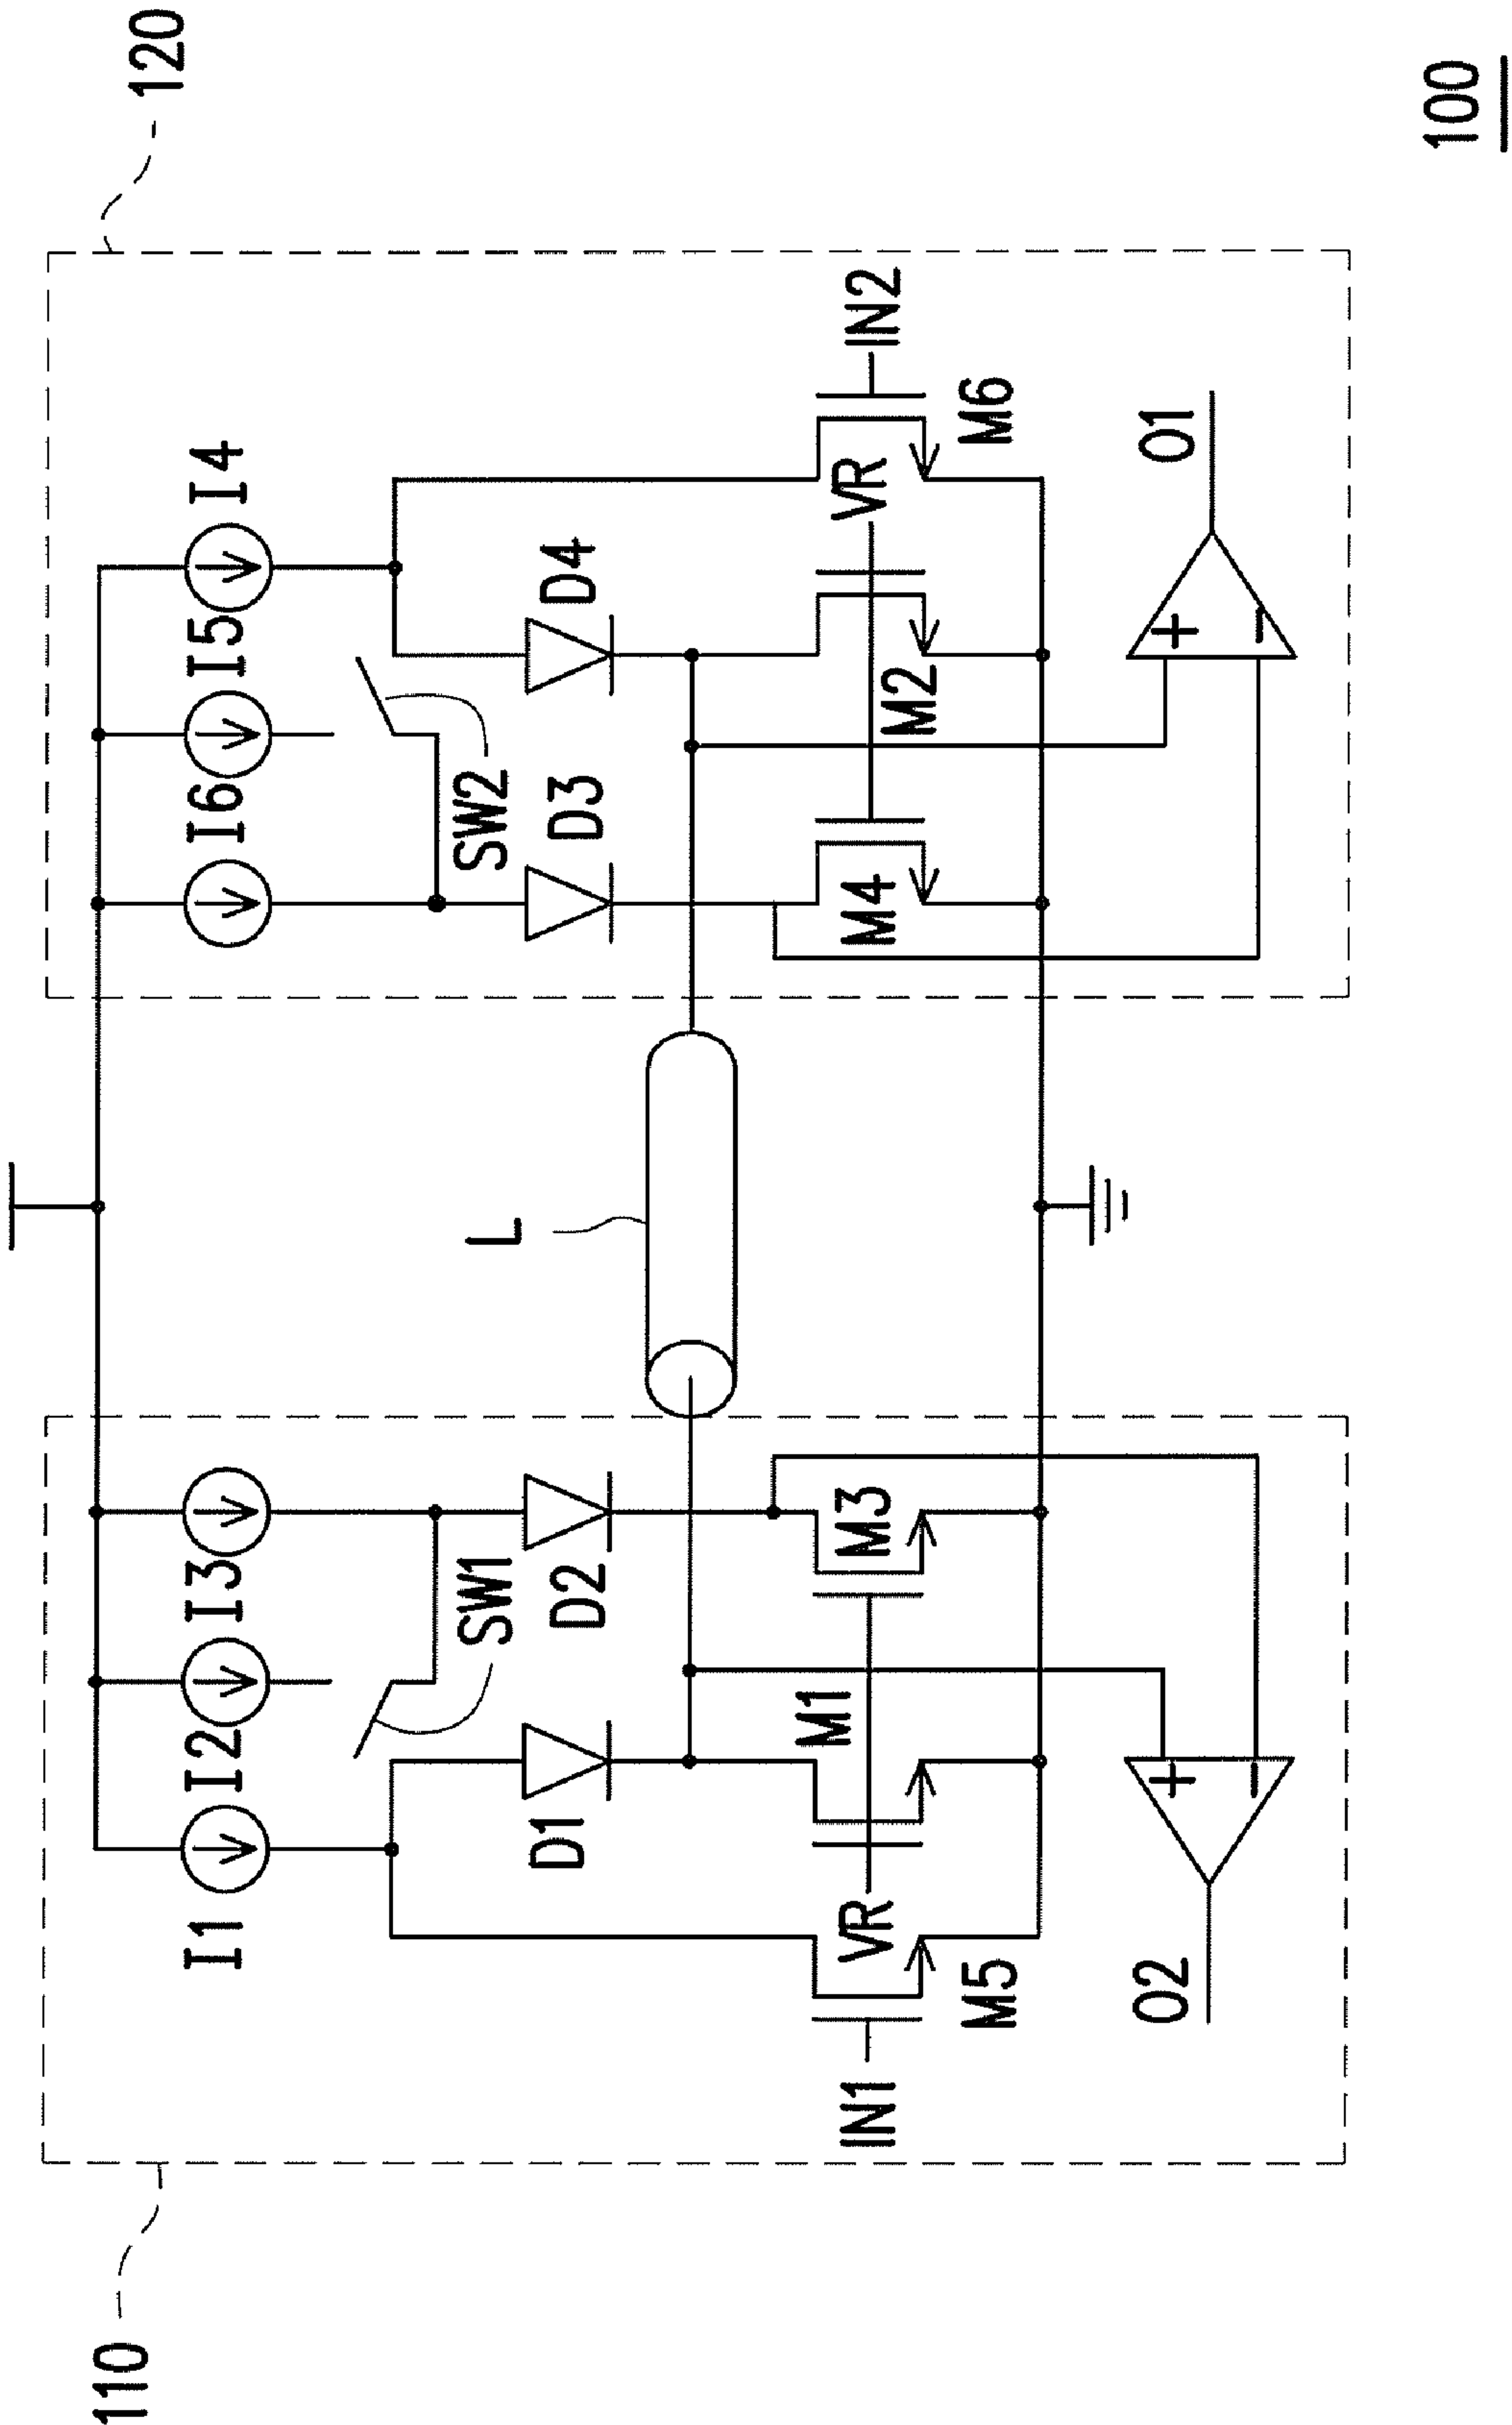 110
120
I1
I2
I3
I6
I5
I4
SW1
SW2
D1
D2
D3
D4
L
IN1
VR
M1
M3
M4
M2
VR
IN2
M5
M6
+
−
+
−
O2
O1
100